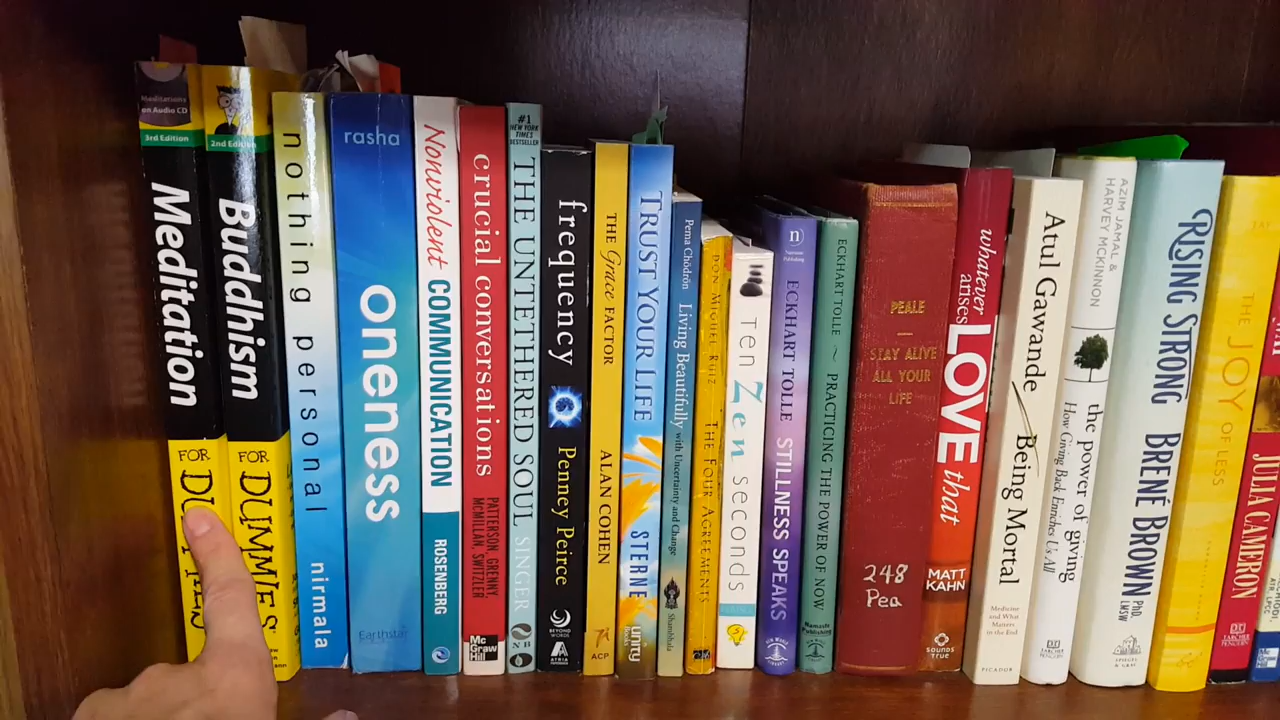 Meditations
on Audio CD
3rd Edition
Meditation
FOR
2nd
Buddhism
FOR
DUMMIES
nothing personal
nirmala
rasha
oneness
Earthstar
Nonviolent COMMUNICATION
ROSENBERG
crucial conversations
PATTERSON, GRENNY,
MCMILLAN, SWITZLER
Mc
Graw
Hill
#1
NEW YORK
TIMES
BESTSELLER
THE UNTETHERED SOUL
SINGER
frequency
Penney Peirce
BEYOND
WORDS
ATRIA
THE Grace FACTOR
ALAN COHEN
ACP
TRUST YOUR LIFE
STERNE
unity
books
Pema Chödrön
Living Beautifully with Uncertainty and Change
Shambhala
DON MIGUEL RUIZ
THE FOUR AGREEMENTS
TEN Zen seconds
n
ECKHART TOLLE
STILLNESS SPEAKS
ECKHART TOLLE ~ PRACTICING THE POWER OF NOW
Namaste
Publishing
PEALE
STAY ALIVE
ALL YOUR
LIFE
248
Pea
whatever
arises
LOVE that
MATT
KAHN
sounds
true
Atul Gawande
Being Mortal
Medicine
and What
Matters
in the End
PICADOR
AZIM JAMAL &
HARVEY MCKINNON
the power of giving
How Giving Back Enriches Us All
TARCHER
PENGUIN
RISING STRONG
BRENÉ BROWN PhD,
LMSW
SPIEGEL
& GRAU
THE JOY OF LESS
JULIA CAMERON
TARCHER
PENGUIN